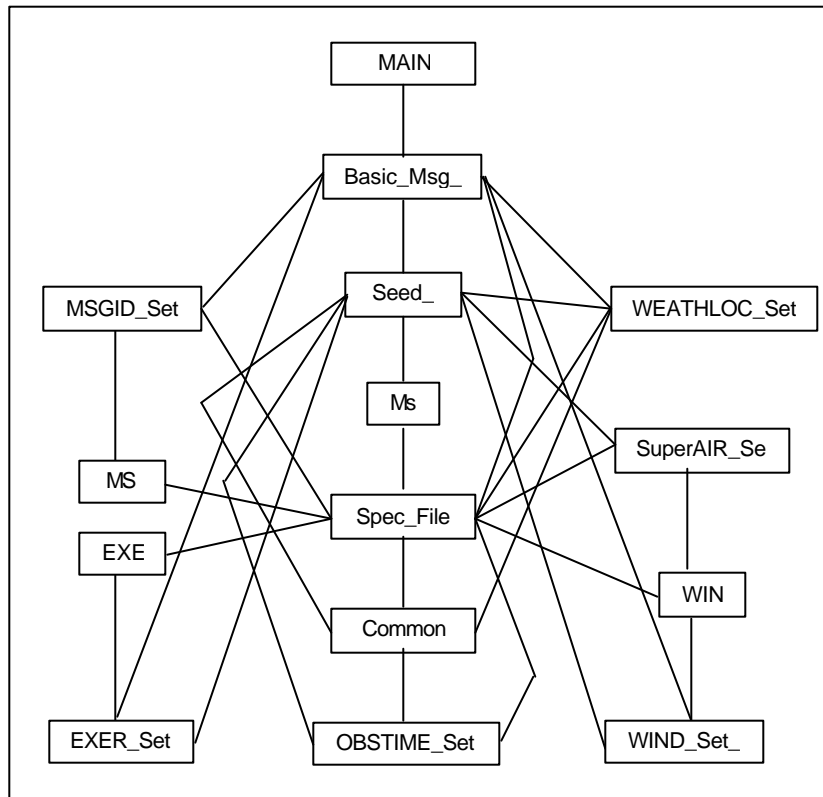 MAIN
Basic_Msg_
MSGID_Set
Seed_
WEATHLOC_Set
Ms
SuperAIR_Se
MS
Spec_File
EXE
WIN
Common
EXER_Set
OBSTIME_Set
WIND_Set_